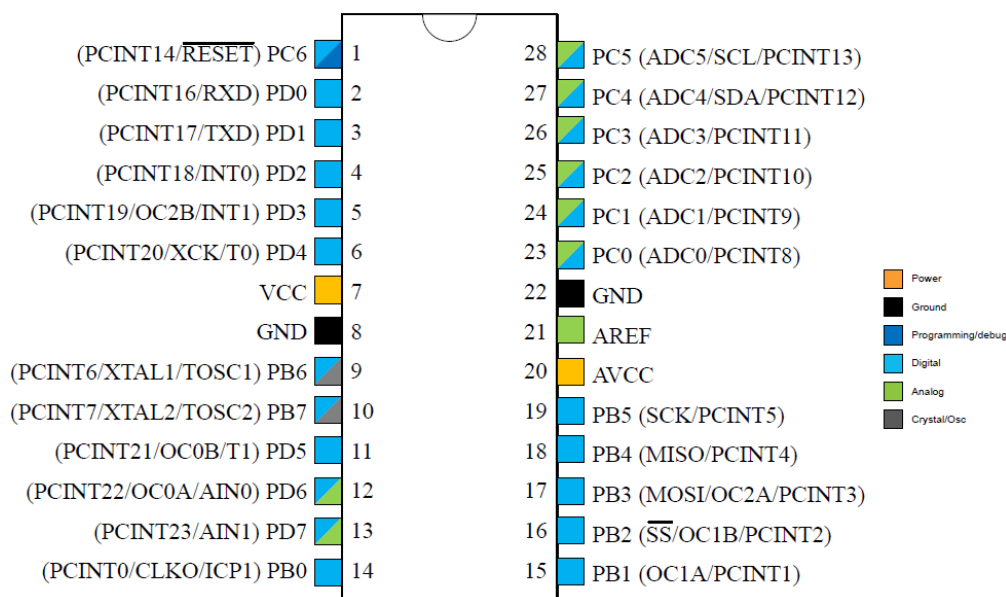 (PCINT14/RESET) PC6 1 28 PC5 (ADC5/SCL/PCINT13)
(PCINT16/RXD) PD0 2 27 PC4 (ADC4/SDA/PCINT12)
(PCINT17/TXD) PD1 3 26 PC3 (ADC3/PCINT11)
(PCINT18/INT0) PD2 4 25 PC2 (ADC2/PCINT10)
(PCINT19/OC2B/INT1) PD3 5 24 PC1 (ADC1/PCINT9)
(PCINT20/XCK/T0) PD4 6 23 PC0 (ADC0/PCINT8)
VCC 7 22 GND
GND 8 21 AREF
(PCINT6/XTAL1/TOSC1) PB6 9 20 AVCC
(PCINT7/XTAL2/TOSC2) PB7 10 19 PB5 (SCK/PCINT5)
(PCINT21/OC0B/T1) PD5 11 18 PB4 (MISO/PCINT4)
(PCINT22/OC0A/AIN0) PD6 12 17 PB3 (MOSI/OC2A/PCINT3)
(PCINT23/AIN1) PD7 13 16 PB2 (SS/OC1B/PCINT2)
(PCINT0/CLKO/ICP1) PB0 14 15 PB1 (OC1A/PCINT1)
Power
Ground
Programming/debug
Digital
Analog
Crystal/Osc